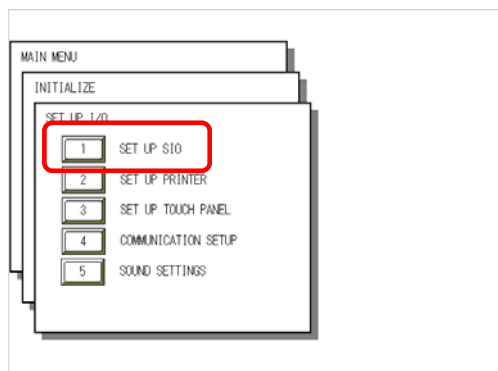 MAIN MENU
INITIALIZE
SET UP I/O
1 SET UP SIO
2 SET UP PRINTER
3 SET UP TOUCH PANEL
4 COMMUNICATION SETUP
5 SOUND SETTINGS